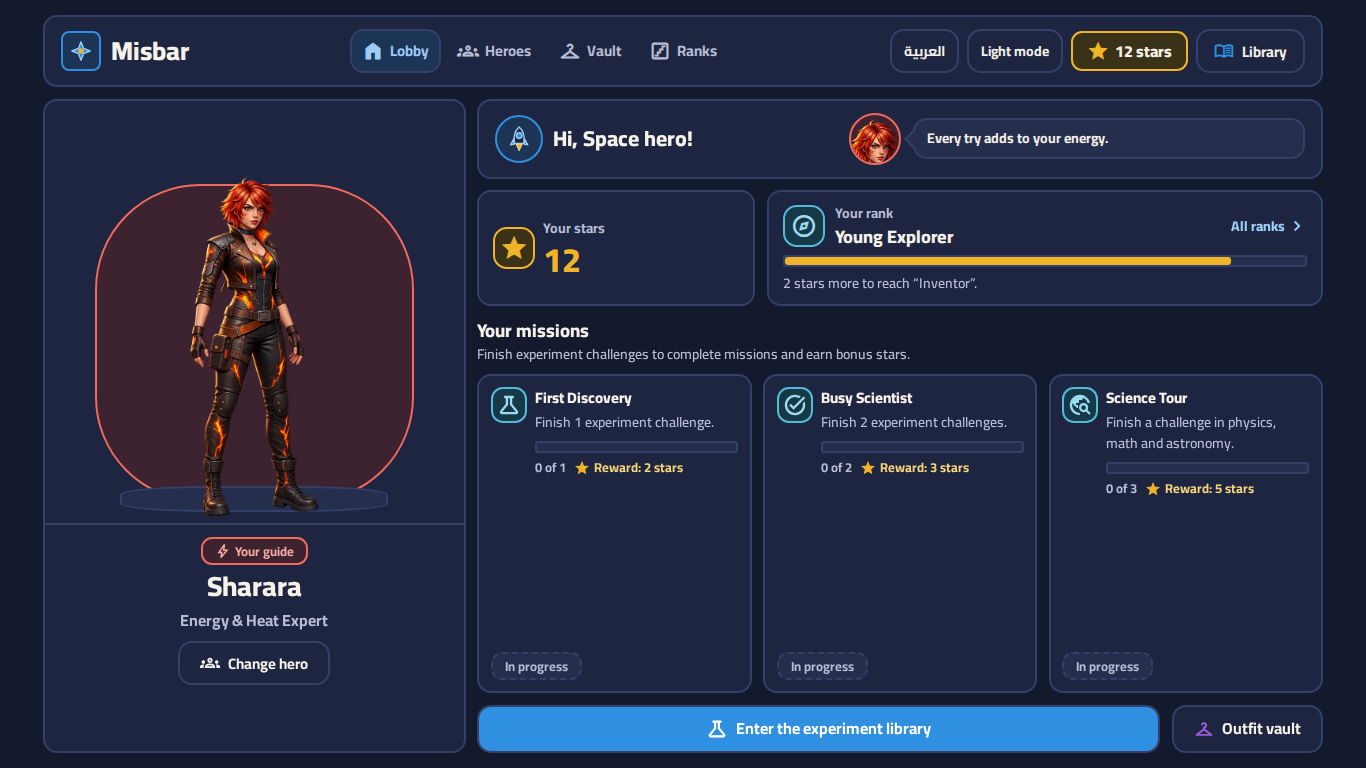 Misbar
Lobby
Heroes
Vault
Ranks
العربية
Light mode
12 stars
Library
Hi, Space hero!
Every try adds to your energy.
Your stars
12
Your rank
Young Explorer
All ranks
2 stars more to reach “Inventor”.
Your missions
Finish experiment challenges to complete missions and earn bonus stars.
First Discovery
Finish 1 experiment challenge.
0 of 1
Reward: 2 stars
In progress
Busy Scientist
Finish 2 experiment challenges.
0 of 2
Reward: 3 stars
In progress
Science Tour
Finish a challenge in physics,
math and astronomy.
0 of 3
Reward: 5 stars
In progress
Your guide
Sharara
Energy & Heat Expert
Change hero
Enter the experiment library
Outfit vault